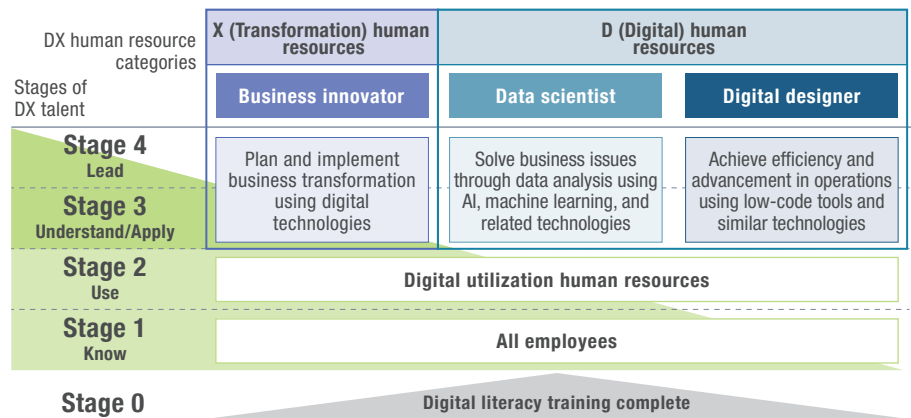 DX human resource
categories
X (Transformation) human
resources
D (Digital) human
resources
Stages of
DX talent
Business innovator
Data scientist
Digital designer
Stage 4
Lead
Plan and implement
business transformation
using digital
technologies
Solve business issues
through data analysis using
AI, machine learning, and
related technologies
Achieve efficiency and
advancement in operations
using low-code tools and
similar technologies
Stage 3
Understand/Apply
Stage 2
Use
Digital utilization human resources
Stage 1
Know
All employees
Stage 0
Digital literacy training complete